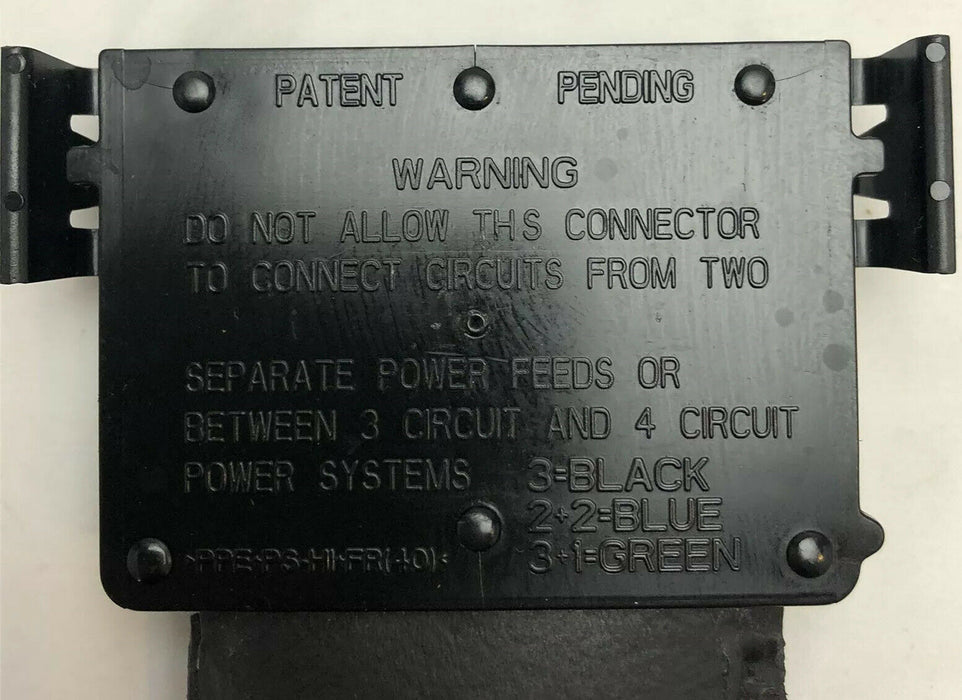 PATENT PENDING
WARNING
DO NOT ALLOW THIS CONNECTOR
TO CONNECT CIRCUITS FROM TWO
SEPARATE POWER FEEDS OR
BETWEEN 3 CIRCUIT AND 4 CIRCUIT
POWER SYSTEMS 3=BLACK
2+2=BLUE
3+1=GREEN
>PPE+PS-HI-FR(40)<